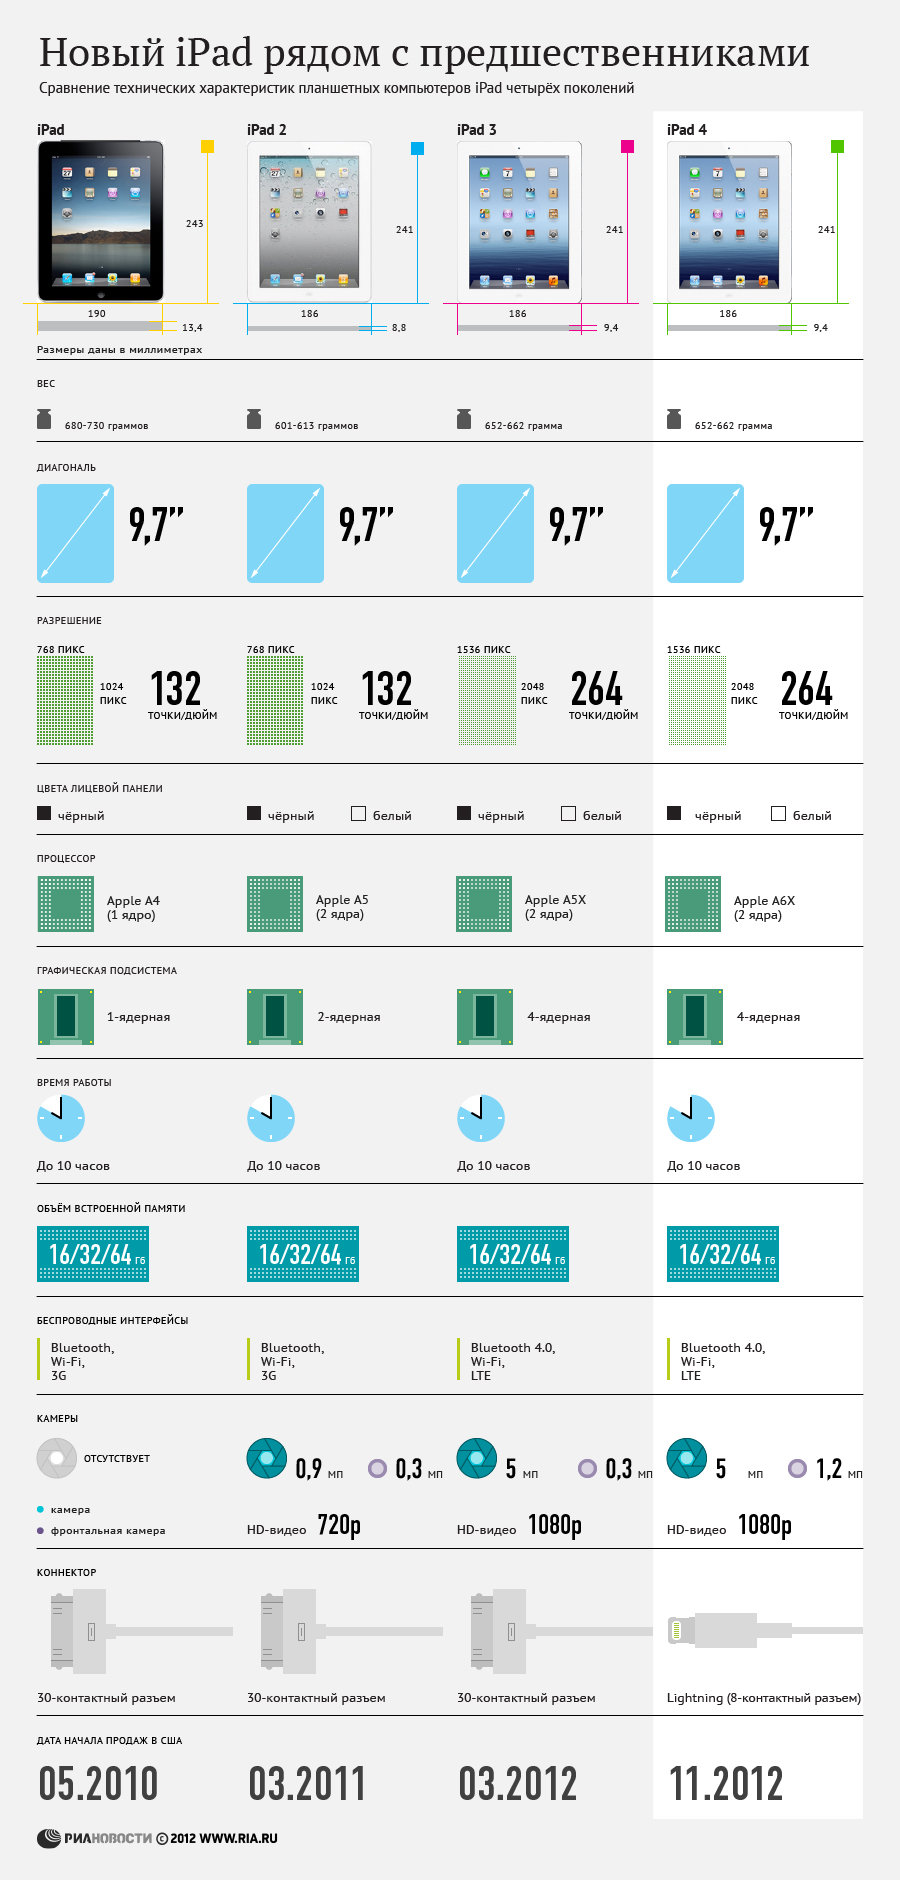 Новый iPad рядом с предшественниками
Сравнение технических характеристик планшетных компьютеров iPad четырёх поколений
iPad iPad 2 iPad 3 iPad 4
243 241 241 241
190 186 186 186
13,4 8,8 9,4 9,4
Размеры даны в миллиметрах
ВЕС
680-730 граммов 601-613 граммов 652-662 грамма 652-662 грамма
ДИАГОНАЛЬ
9,7” 9,7” 9,7” 9,7”
РАЗРЕШЕНИЕ
768 ПИКС 768 ПИКС 1536 ПИКС 1536 ПИКС
1024 ПИКС 132 ТОЧКИ/ДЮЙМ 1024 ПИКС 132 ТОЧКИ/ДЮЙМ 2048 ПИКС 264 ТОЧКИ/ДЮЙМ 2048 ПИКС 264 ТОЧКИ/ДЮЙМ
ЦВЕТА ЛИЦЕВОЙ ПАНЕЛИ
чёрный чёрный белый чёрный белый чёрный белый
ПРОЦЕССОР
Apple A4 Apple A5 Apple A5X Apple A6X
(1 ядро) (2 ядра) (2 ядра) (2 ядра)
ГРАФИЧЕСКАЯ ПОДСИСТЕМА
1-ядерная 2-ядерная 4-ядерная 4-ядерная
ВРЕМЯ РАБОТЫ
До 10 часов До 10 часов До 10 часов До 10 часов
ОБЪЁМ ВСТРОЕННОЙ ПАМЯТИ
16/32/64 Гб 16/32/64 Гб 16/32/64 Гб 16/32/64 Гб
БЕСПРОВОДНЫЕ ИНТЕРФЕЙСЫ
Bluetooth, Bluetooth, Bluetooth 4.0, Bluetooth 4.0,
Wi-Fi, Wi-Fi, Wi-Fi, Wi-Fi,
3G 3G LTE LTE
КАМЕРЫ
ОТСУТСТВУЕТ 0,9 МП 0,3 МП 5 МП 0,3 МП 5 МП 1,2 МП
камера
фронтальная камера HD-видео 720p HD-видео 1080p HD-видео 1080p
КОННЕКТОР
30-контактный разъем 30-контактный разъем 30-контактный разъем Lightning (8-контактный разъем)
ДАТА НАЧАЛА ПРОДАЖ В США
05.2010 03.2011 03.2012 11.2012
РИАНОВОСТИ © 2012 WWW.RIA.RU